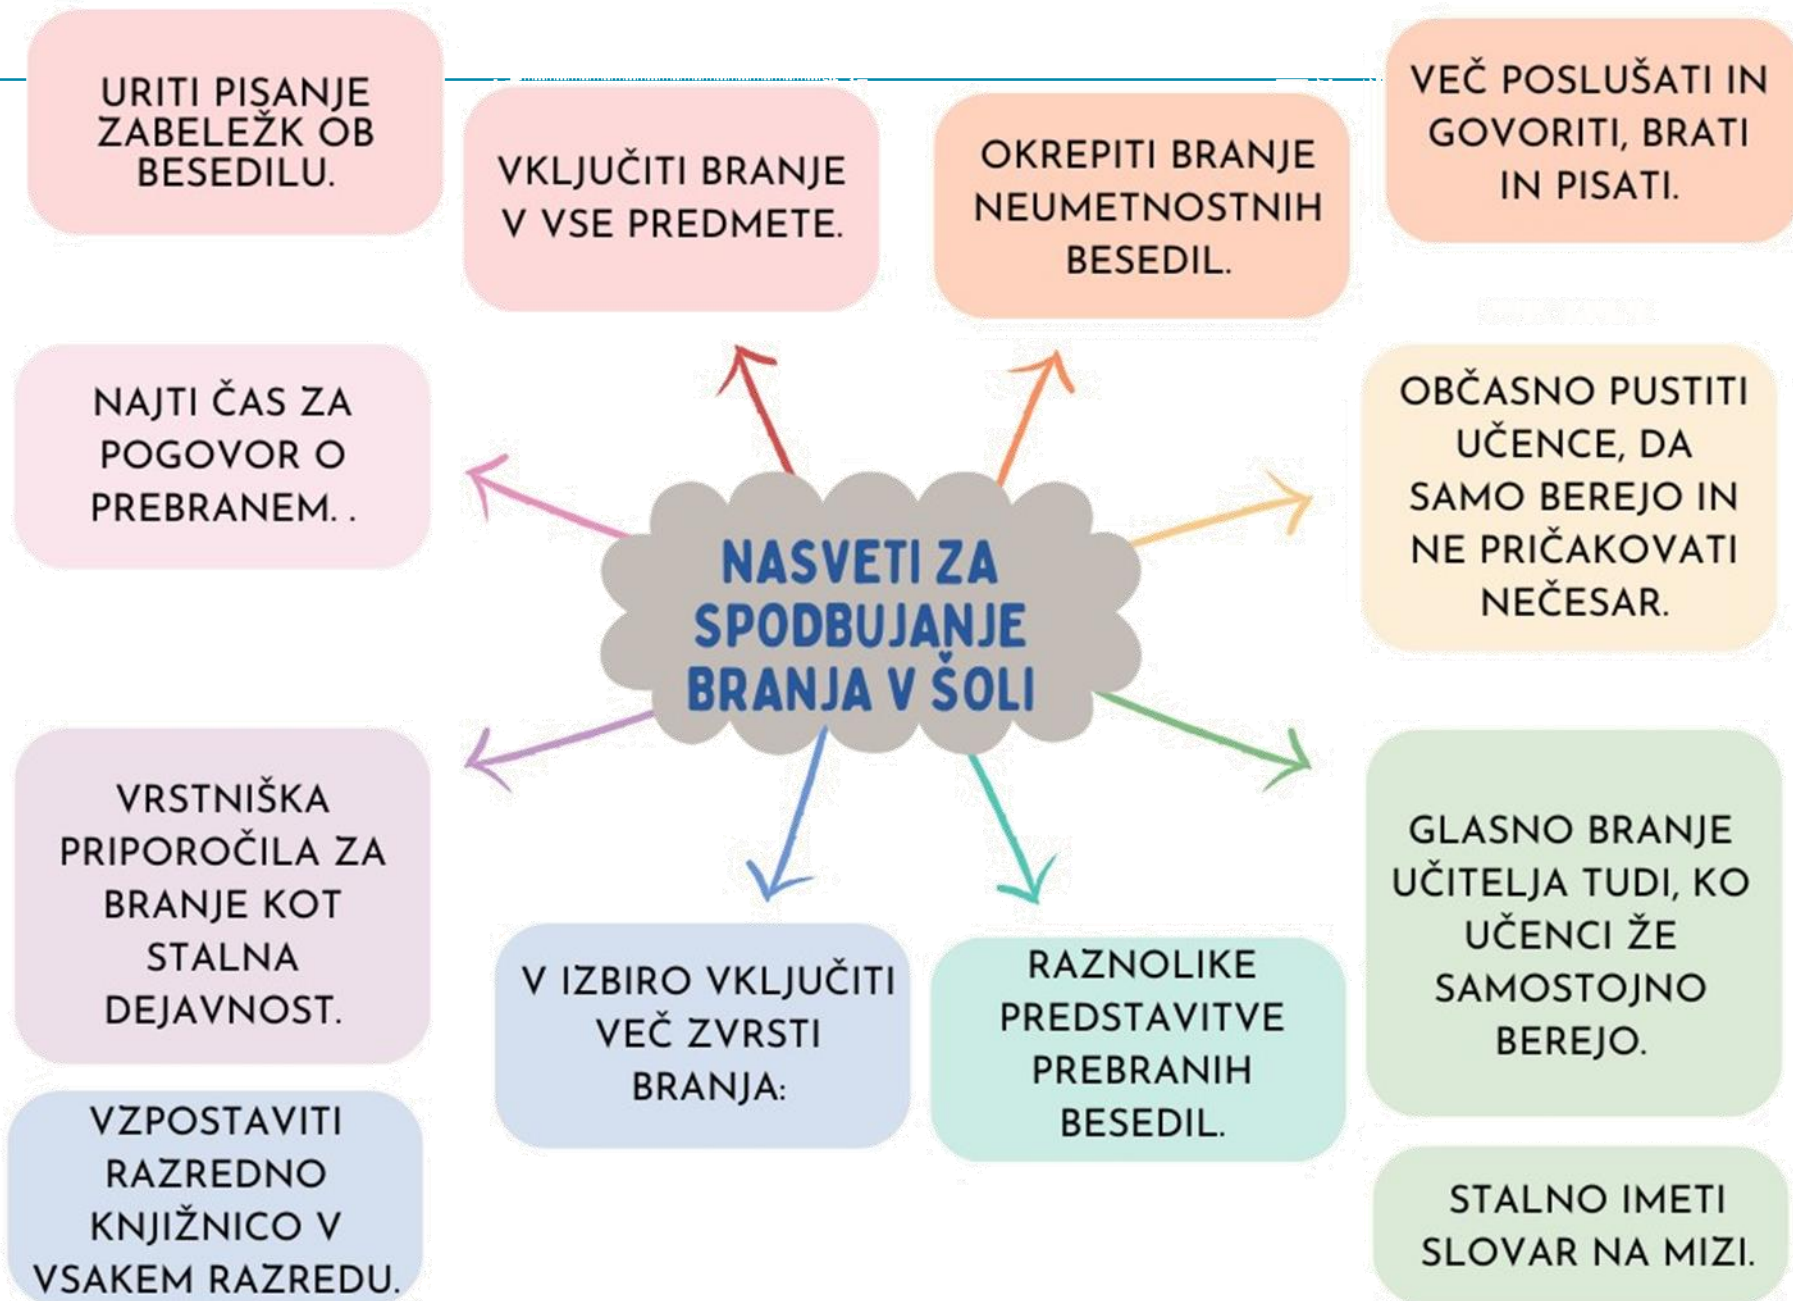 URITI PISANJE
ZABELEŽK OB
BESEDILU.
VKLJUČITI BRANJE
V VSE PREDMETE.
OKREPITI BRANJE
NEUMETNOSTNIH
BESEDIL.
VEČ POSLUŠATI IN
GOVORITI, BRATI
IN PISATI.
NAJTI ČAS ZA
POGOVOR O
PREBRANEM. .
OBČASNO PUSTITI
UČENCE, DA
SAMO BEREJO IN
NE PRIČAKOVATI
NEČESAR.
NASVETI ZA
SPODBUJANJE
BRANJA V ŠOLI
VRSTNIŠKA
PRIPOROČILA ZA
BRANJE KOT
STALNA
DEJAVNOST.
GLASNO BRANJE
UČITELJA TUDI, KO
UČENCI ŽE
SAMOSTOJNO
BEREJO.
V IZBIRO VKLJUČITI
VEČ ZVRSTI
BRANJA:
RAZNOLIKE
PREDSTAVITVE
PREBRANIH
BESEDIL.
VZPOSTAVITI
RAZREDNO
KNJIŽNICO V
VSAKEM RAZREDU.
STALNO IMETI
SLOVAR NA MIZI.